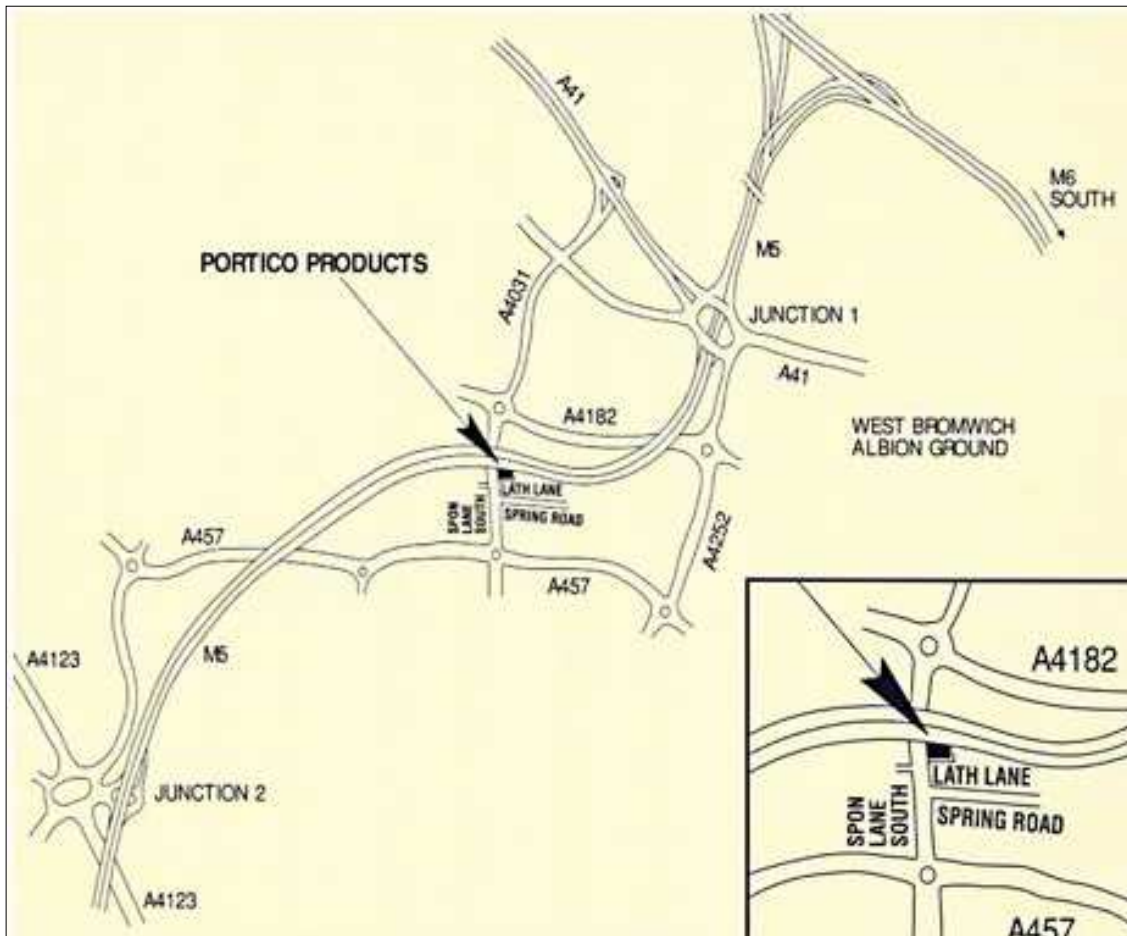 A41
M6
SOUTH
M5
PORTICO PRODUCTS
A4031
JUNCTION 1
A41
A4182
WEST BROMWICH
ALBION GROUND
LATH LANE
SPON
LANE
SOUTH
SPRING ROAD
A457
A4252
A457
A4123
M5
JUNCTION 2
A4123
A4182
LATH LANE
SPON
LANE
SOUTH
SPRING ROAD
A457